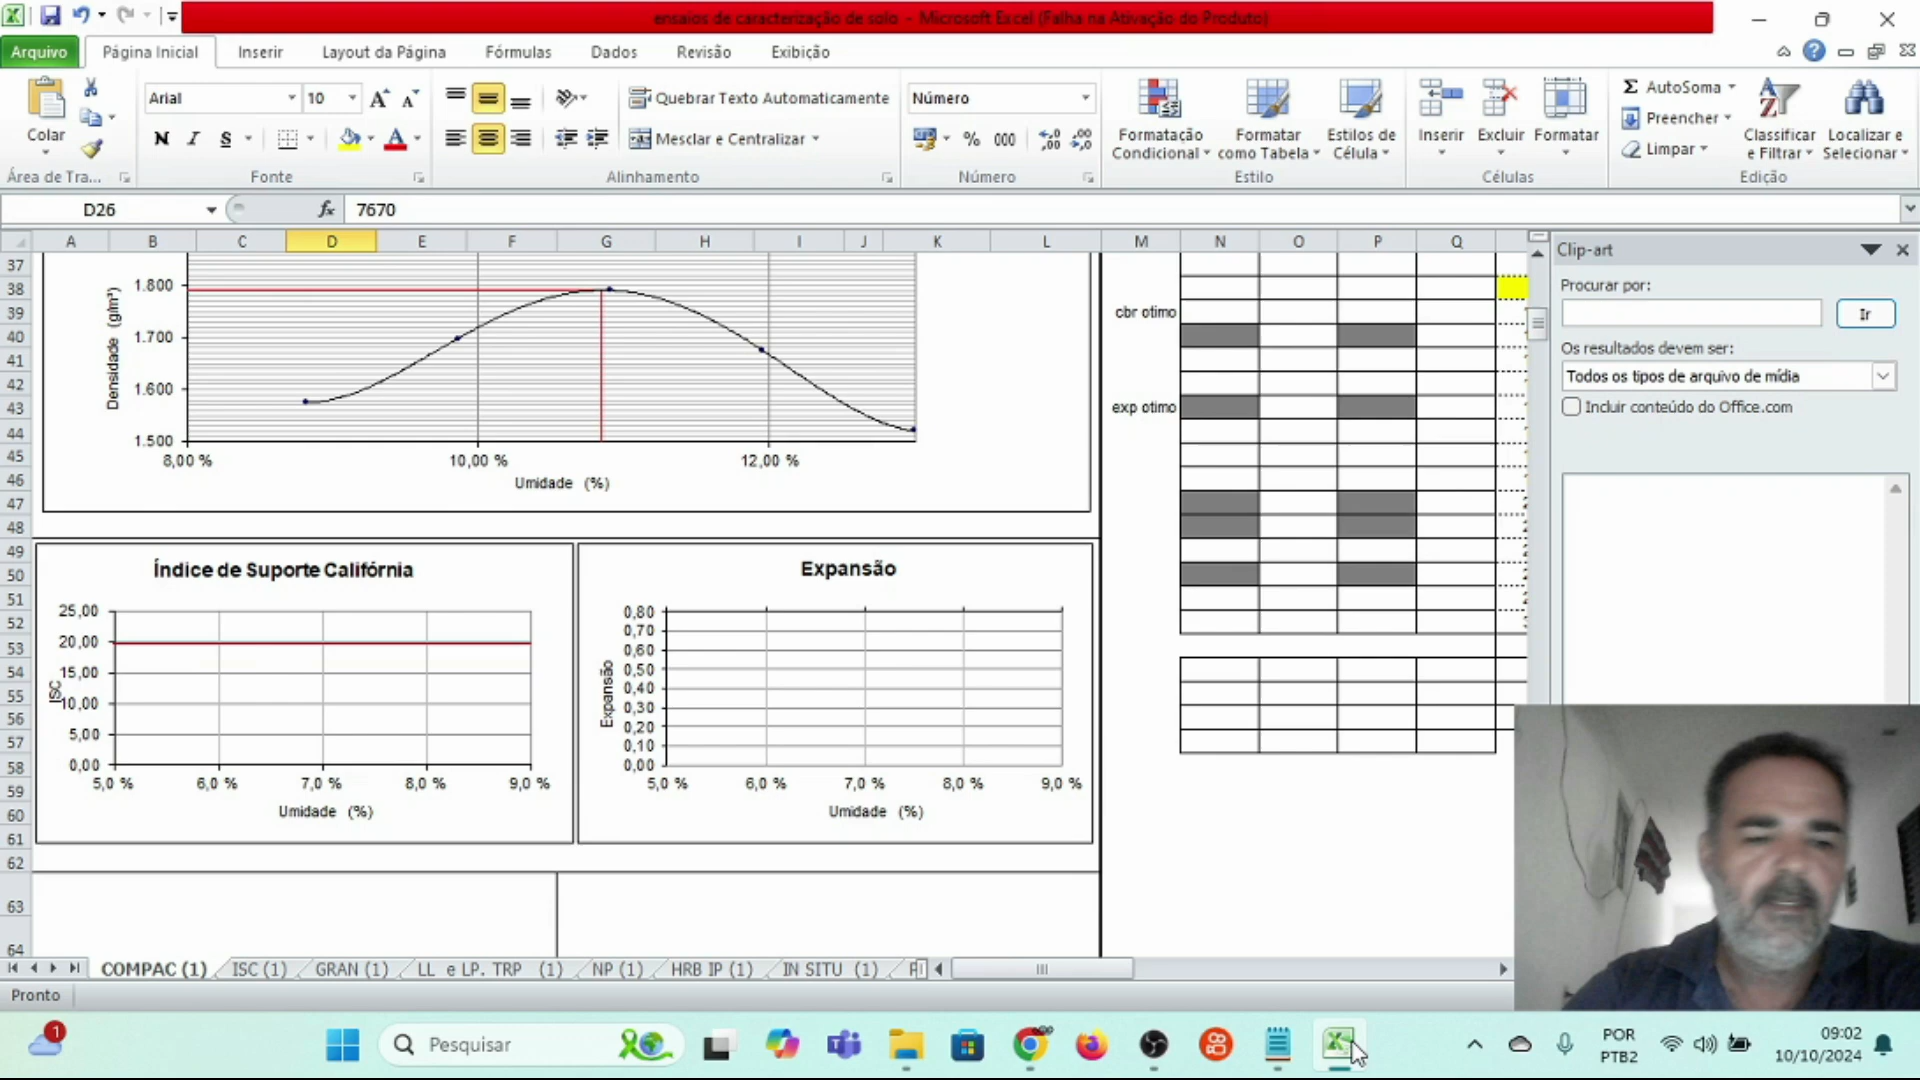 ensaios de caracterização de solo - Microsoft Excel (Falha na Ativação do Produto)
Arquivo Página Inicial Inserir Layout da Página Fórmulas Dados Revisão Exibição
Colar
Área de Tra...
Arial 10
N I S
Fonte
Quebrar Texto Automaticamente
Mesclar e Centralizar
Alinhamento
Número
% 000
Número
Formatação Condicional
Formatar como Tabela
Estilos de Célula
Estilo
Inserir Excluir Formatar
Células
Σ AutoSoma
Preencher
Limpar
Classificar e Filtrar
Localizar e Selecionar
Edição
D26 fx 7670
A B C D E F G H I J K L M N O P Q
37
38
39
40
41
42
43
44
45
46
47
48
49
50
51
52
53
54
55
56
57
58
59
60
61
62
63
64
Densidade (g/m³)
1.800
1.700
1.600
1.500
8,00 % 10,00 % 12,00 %
Umidade (%)
cbr otimo
exp otimo
Índice de Suporte Califórnia
ISC
25,00
20,00
15,00
10,00
5,00
0,00
5,0 % 6,0 % 7,0 % 8,0 % 9,0 %
Umidade (%)
Expansão
Expansão
0,80
0,70
0,60
0,50
0,40
0,30
0,20
0,10
0,00
5,0 % 6,0 % 7,0 % 8,0 % 9,0 %
Umidade (%)
Clip-art
Procurar por:
Ir
Os resultados devem ser:
Todos os tipos de arquivo de mídia
Incluir conteúdo do Office.com
COMPAC (1) ISC (1) GRAN (1) LL e LP. TRP (1) NP (1) HRB IP (1) IN SITU (1)
Pronto
1
Pesquisar
POR
PTB2
09:02
10/10/2024